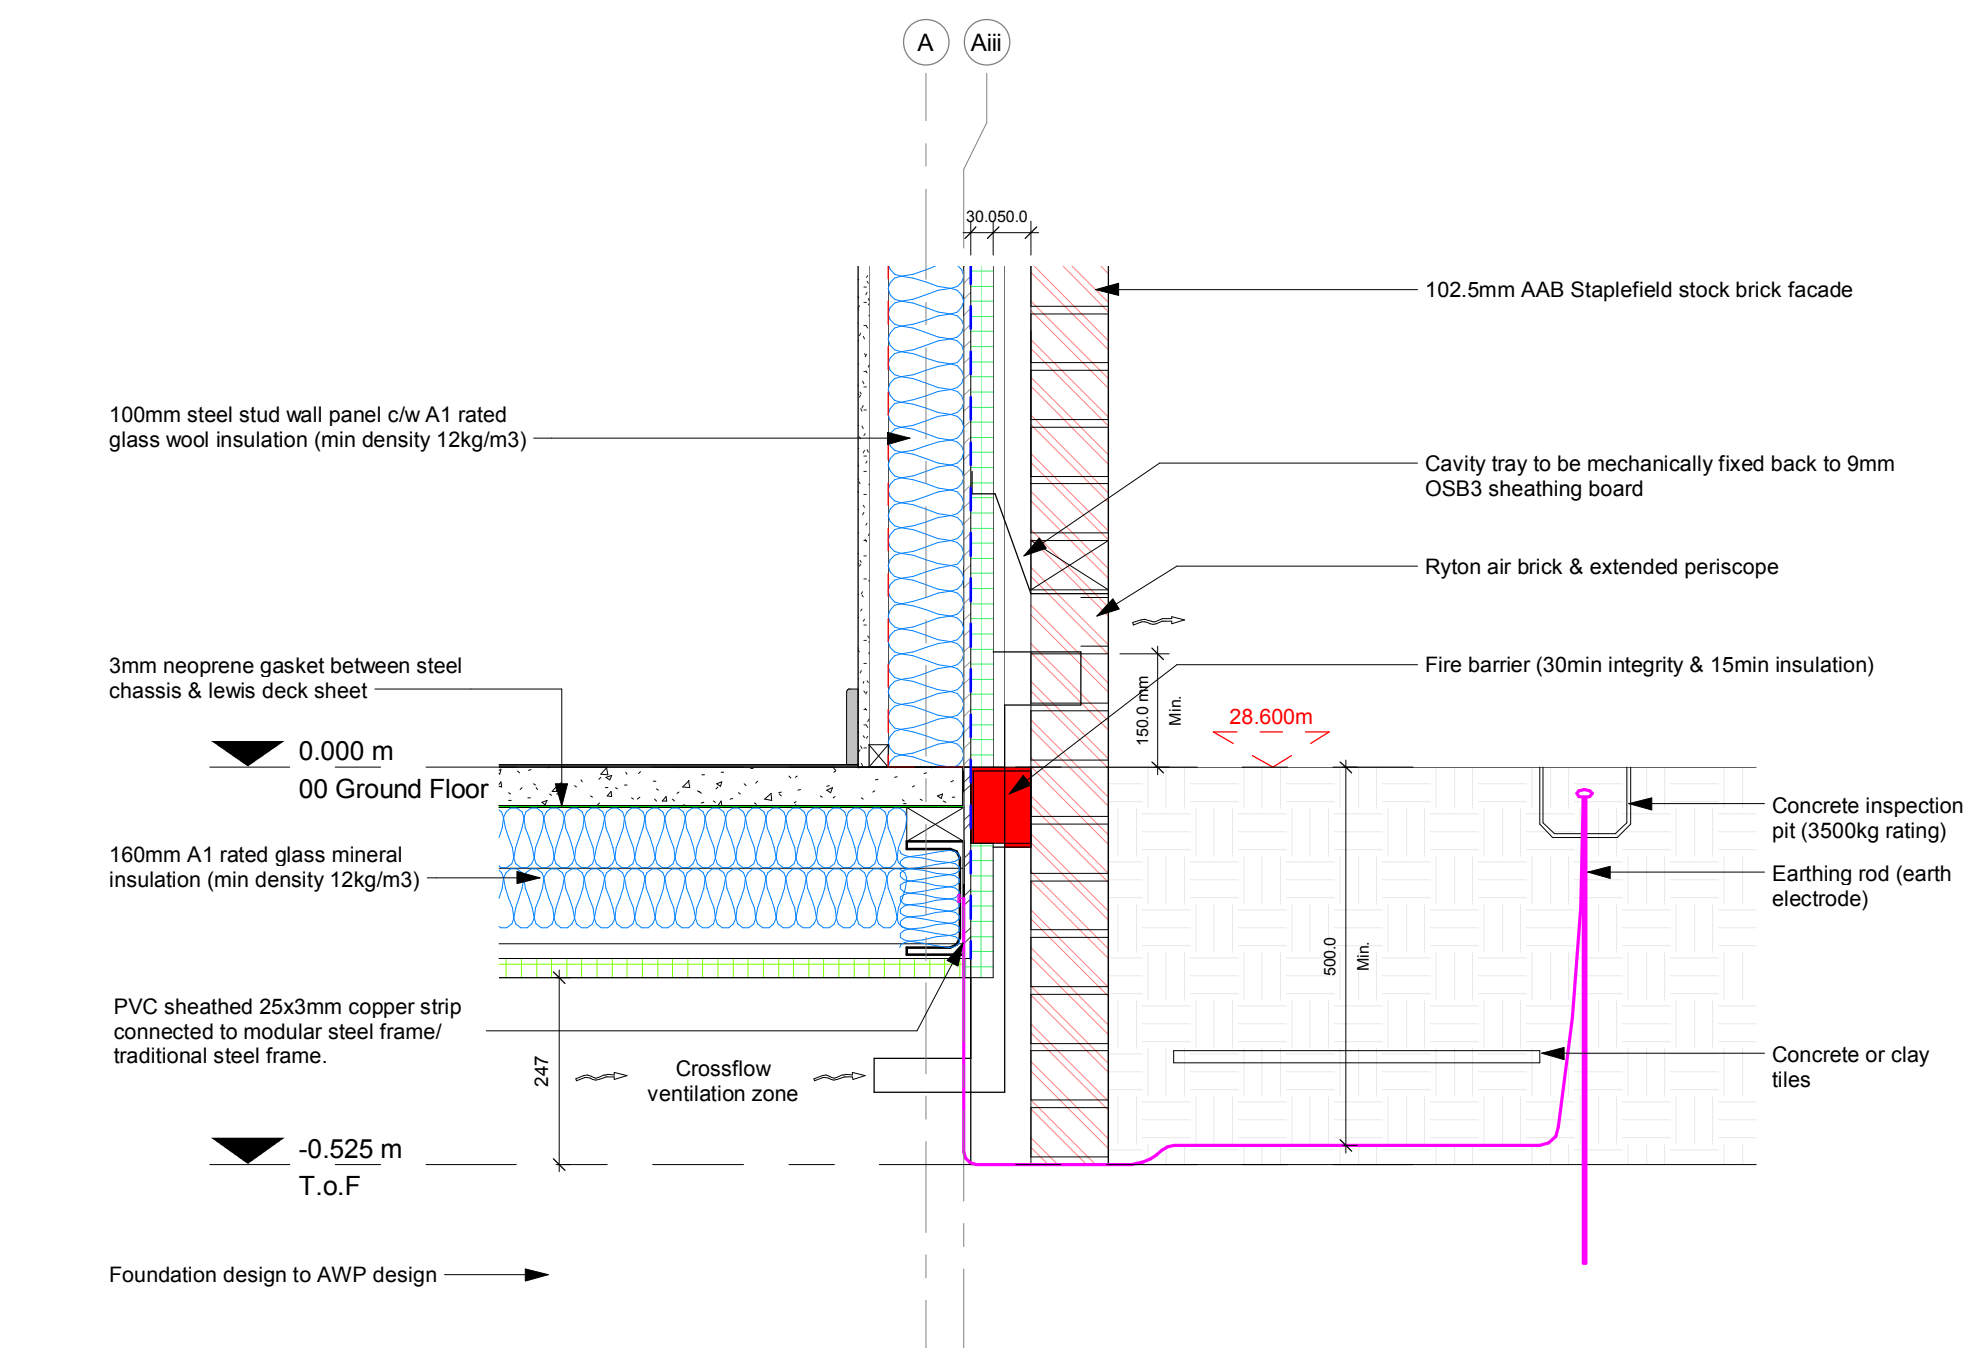 A
Aiii
30.050.0
102.5mm AAB Staplefield stock brick facade
100mm steel stud wall panel c/w A1 rated
glass wool insulation (min density 12kg/m3)
Cavity tray to be mechanically fixed back to 9mm
OSB3 sheathing board
Ryton air brick & extended periscope
3mm neoprene gasket between steel
chassis & lewis deck sheet
Fire barrier (30min integrity & 15min insulation)
150.0 mm
Min.
28.600m
0.000 m
00 Ground Floor
Concrete inspection
pit (3500kg rating)
160mm A1 rated glass mineral
insulation (min density 12kg/m3)
Earthing rod (earth
electrode)
500.0
Min.
PVC sheathed 25x3mm copper strip
connected to modular steel frame/
traditional steel frame.
247
Crossflow
ventilation zone
Concrete or clay
tiles
-0.525 m
T.o.F
Foundation design to AWP design